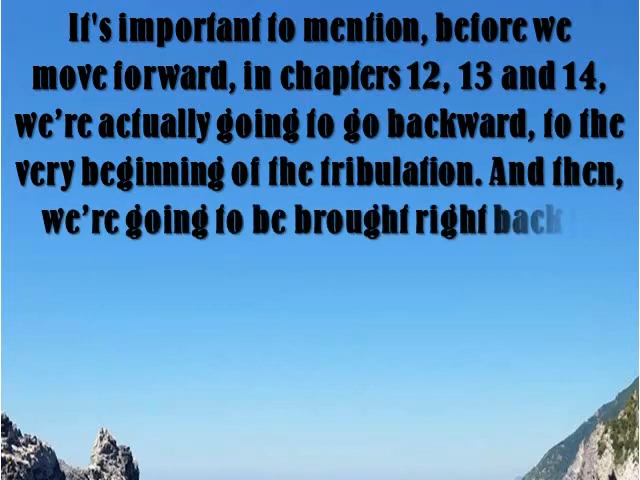 It's important to mention, before we
move forward, in chapters 12, 13 and 14,
we're actually going to go backward, to the
very beginning of the tribulation. And then,
we're going to be brought right back